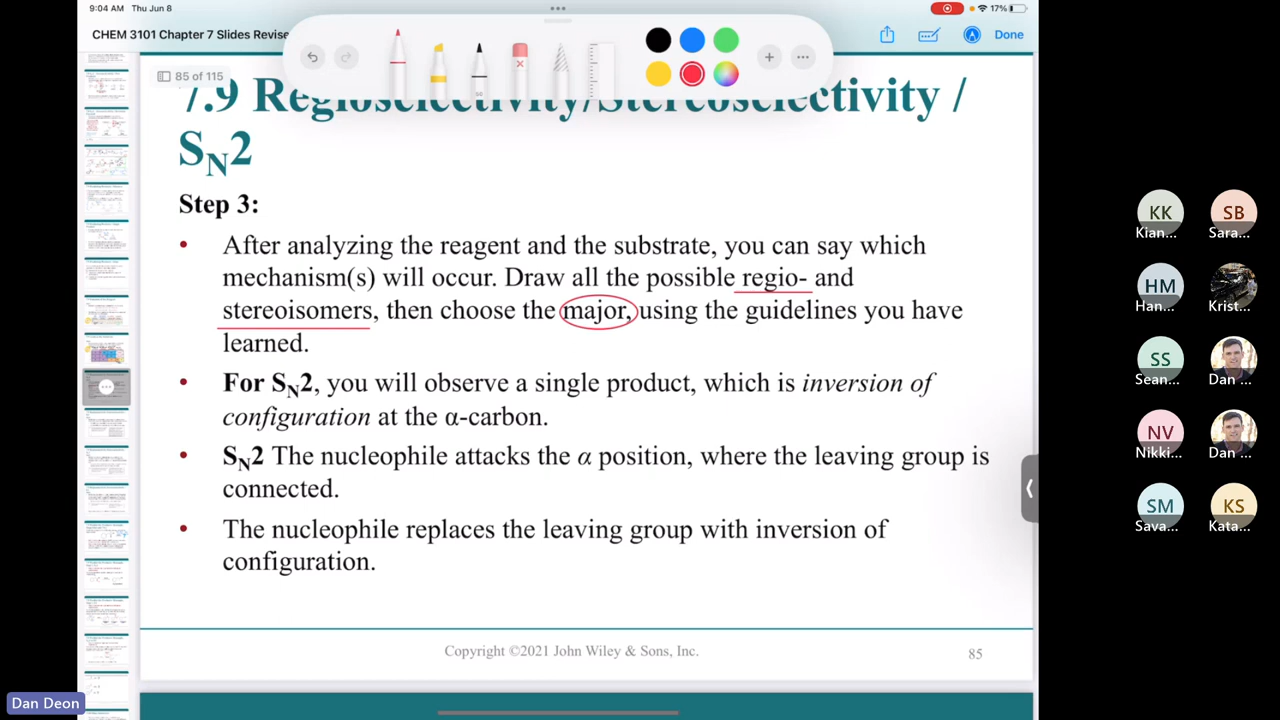 9:04 AM Thu Jun 8
17%
CHEM 3101 Chapter 7 Slides Revise
Done
85 of 115
50
7.9 Regioselectivity/Stereoselectivity /
SN2
Step 3:
• After analyzing the reagent and the substrate, you can say which
mechanism(s) will occur. Draw all the possible regio- and
stereoisomers, then choose the major, using the guidelines you have
learned.
• For SN2, you will observe a single product, which is inversion of
configuration at the α-carbon.
• SN2 The nucleophile attacks the α position, where the leaving group is
connected.
• The nucleophile replaces the leaving group with inversion of
configuration.
Copyright ©2021 John Wiley & Sons, Inc.
85
KK
Kian...
SB
Sara...
HM
Han...
Krist...
SS
Sean...
Dan ...
NV
Nikki...
Dan ...
SM
Sava...
KS
Kata...
Dan Deon